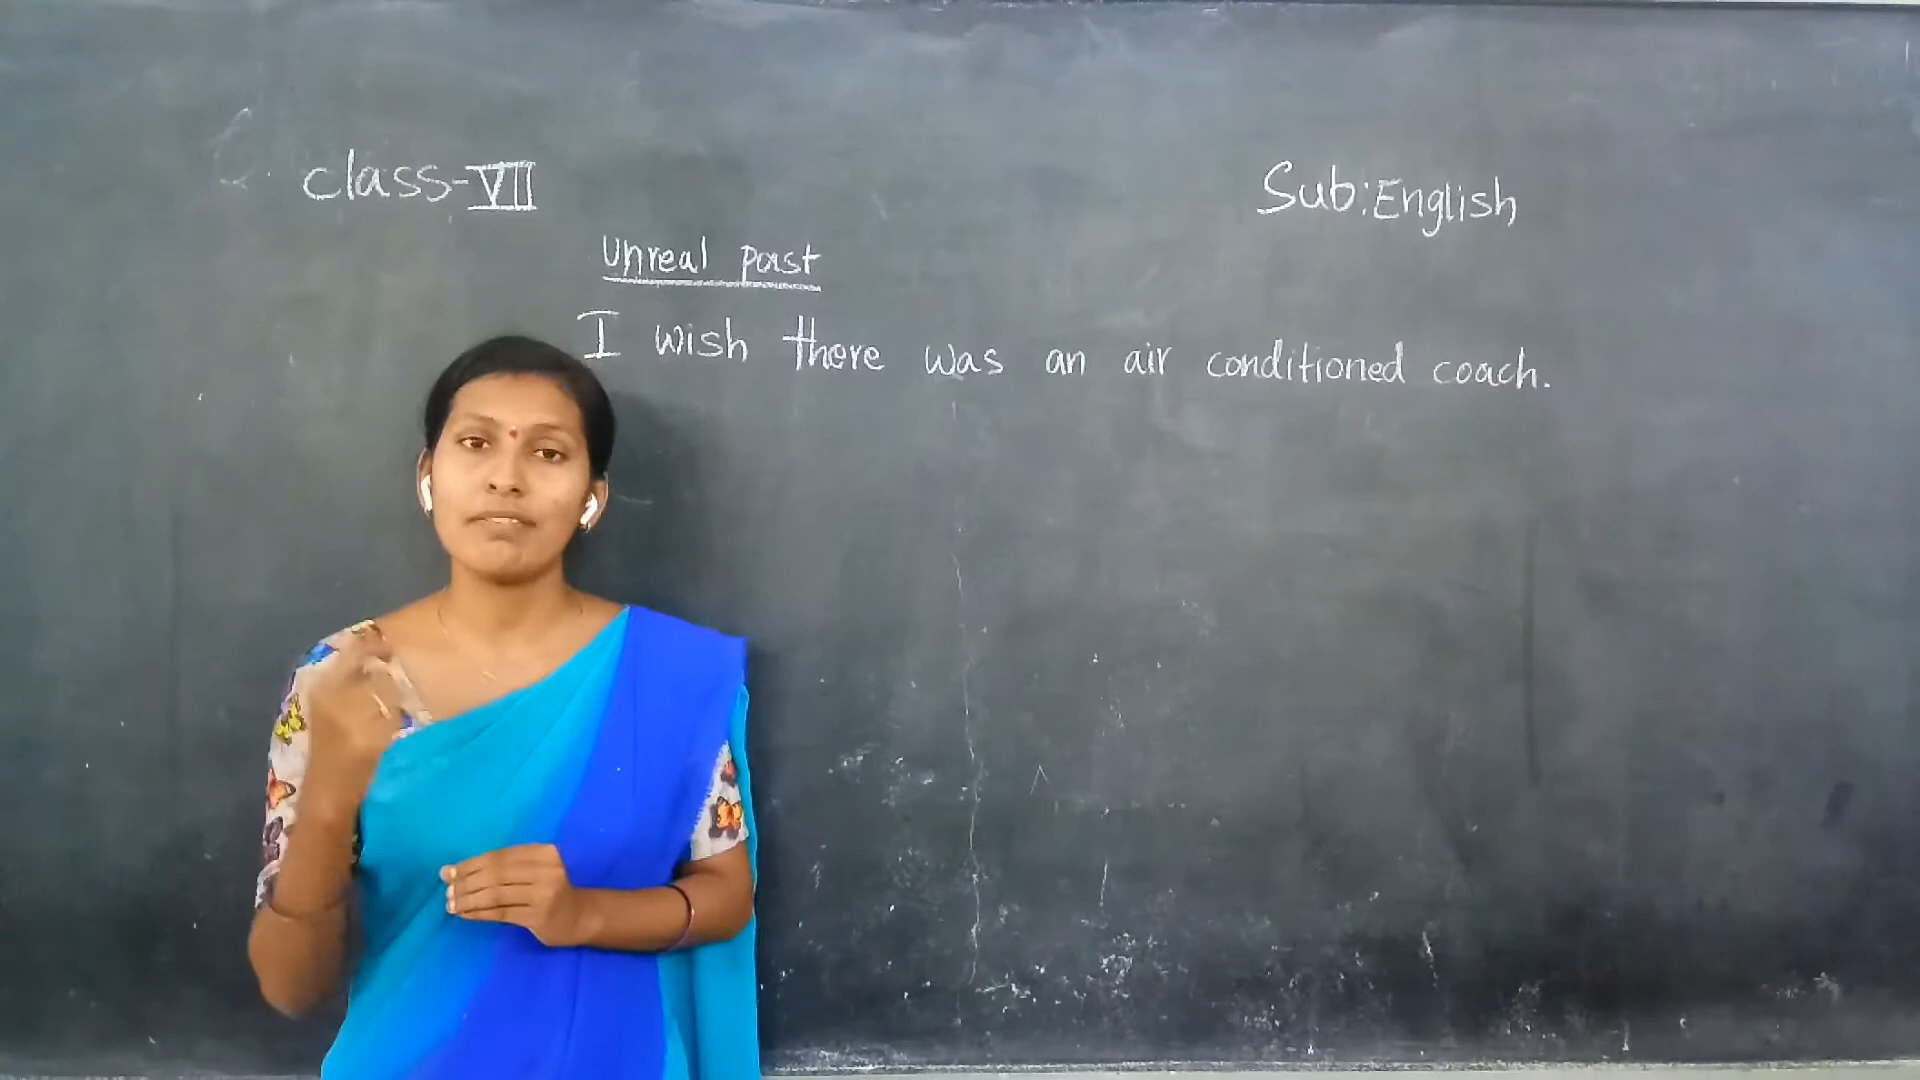 class-VII
Sub: English
Unreal past
I wish there was an air conditioned coach.